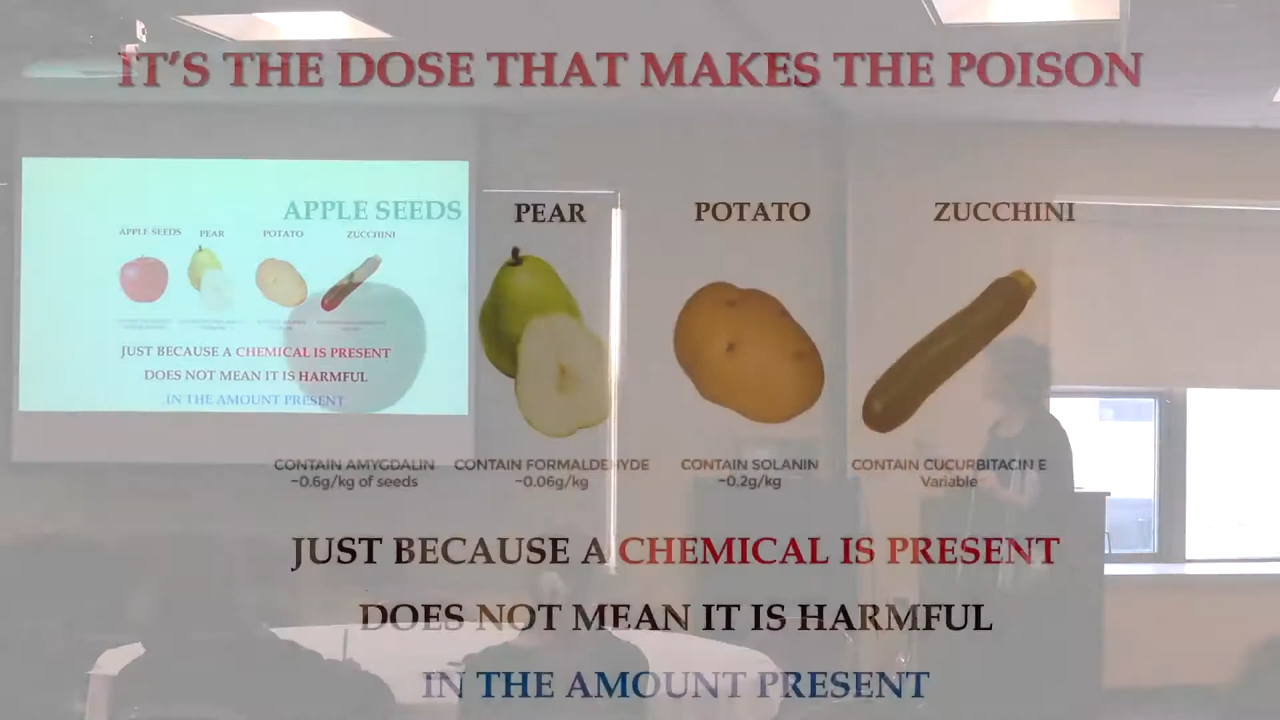 IT'S THE DOSE THAT MAKES THE POISON
APPLE SEEDS PEAR POTATO ZUCCHINI
CONTAIN AMYGDALIN CONTAIN FORMALDEHYDE CONTAIN SOLANIN CONTAIN CUCURBITACIN E
~0.6g/kg of seeds ~0.06g/kg ~0.2g/kg Variable
JUST BECAUSE A CHEMICAL IS PRESENT
DOES NOT MEAN IT IS HARMFUL
IN THE AMOUNT PRESENT
APPLE SEEDS PEAR POTATO ZUCCHINI
JUST BECAUSE A CHEMICAL IS PRESENT
DOES NOT MEAN IT IS HARMFUL
IN THE AMOUNT PRESENT